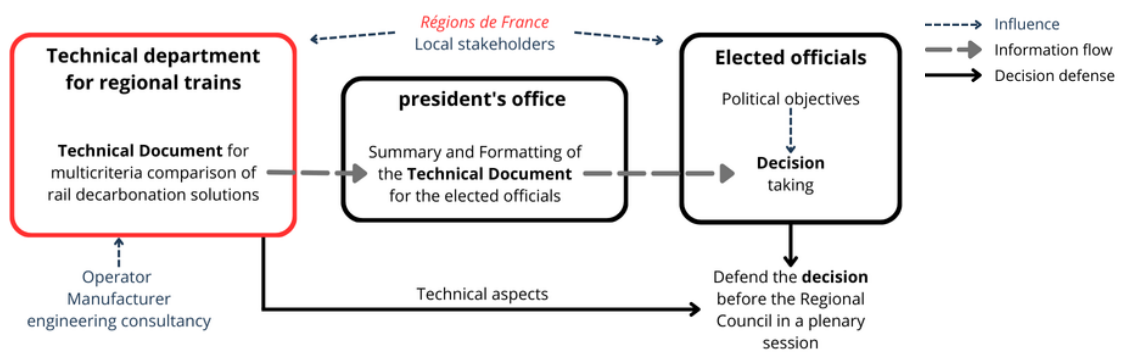 Régions de France
Local stakeholders
Influence
Information flow
Decision defense
Technical department
for regional trains
Technical Document for
multicriteria comparison of
rail decarbonation solutions
president's office
Summary and Formatting of
the Technical Document
for the elected officials
Elected officials
Political objectives
Decision
taking
Operator
Manufacturer
engineering consultancy
Technical aspects
Defend the decision
before the Regional
Council in a plenary
session